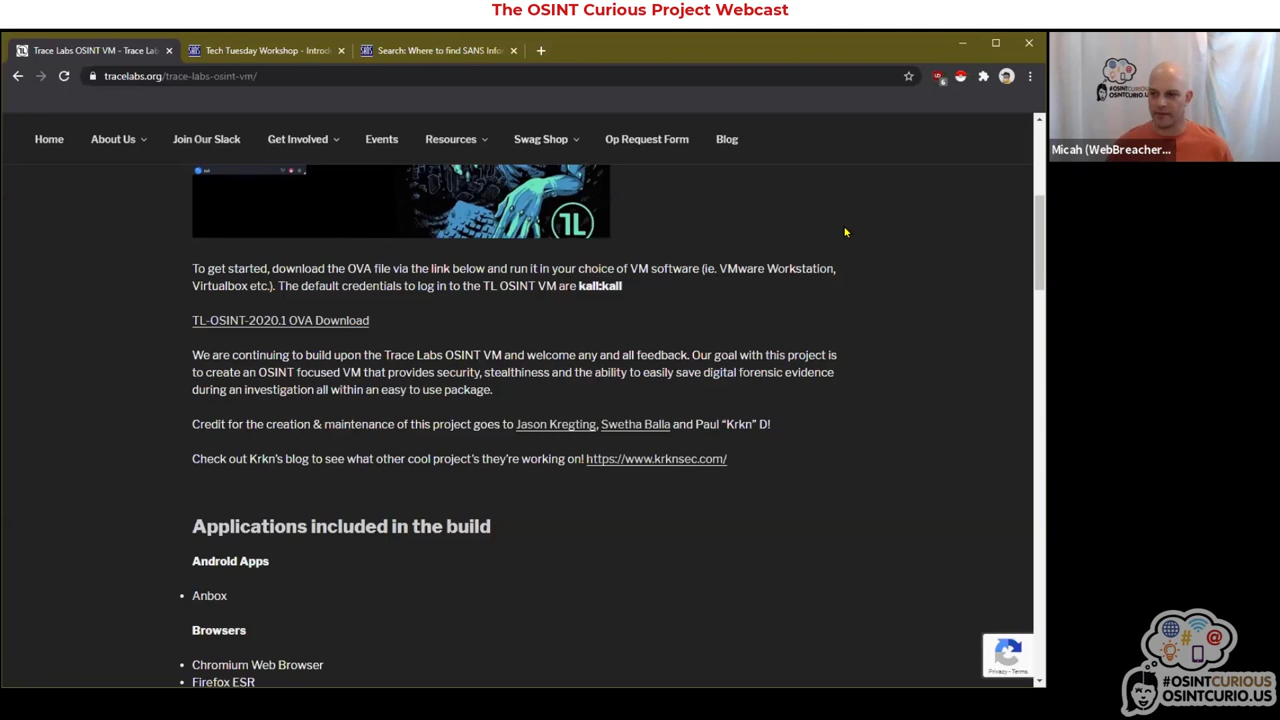 The OSINT Curious Project Webcast
Trace Labs OSINT VM - Trace Lab
Tech Tuesday Workshop - Introd
Search: Where to find SANS Info
tracelabs.org/trace-labs-osint-vm/
6
Home About Us Join Our Slack Get Involved Events Resources Swag Shop Op Request Form Blog
#OSINTCURIOUS
OSINTCURIO.US
Micah (WebBreacher...
TL
To get started, download the OVA file via the link below and run it in your choice of VM software (ie. VMware Workstation,
Virtualbox etc.). The default credentials to log in to the TL OSINT VM are kali:kali
TL-OSINT-2020.1 OVA Download
We are continuing to build upon the Trace Labs OSINT VM and welcome any and all feedback. Our goal with this project is
to create an OSINT focused VM that provides security, stealthiness and the ability to easily save digital forensic evidence
during an investigation all within an easy to use package.
Credit for the creation & maintenance of this project goes to Jason Kregting, Swetha Balla and Paul “Krkn” D!
Check out Krkn’s blog to see what other cool project’s they’re working on! https://www.krknsec.com/
Applications included in the build
Android Apps
• Anbox
Browsers
• Chromium Web Browser
• Firefox ESR
Privacy - Terms
#OSINTCURIOUS
OSINTCURIO.US